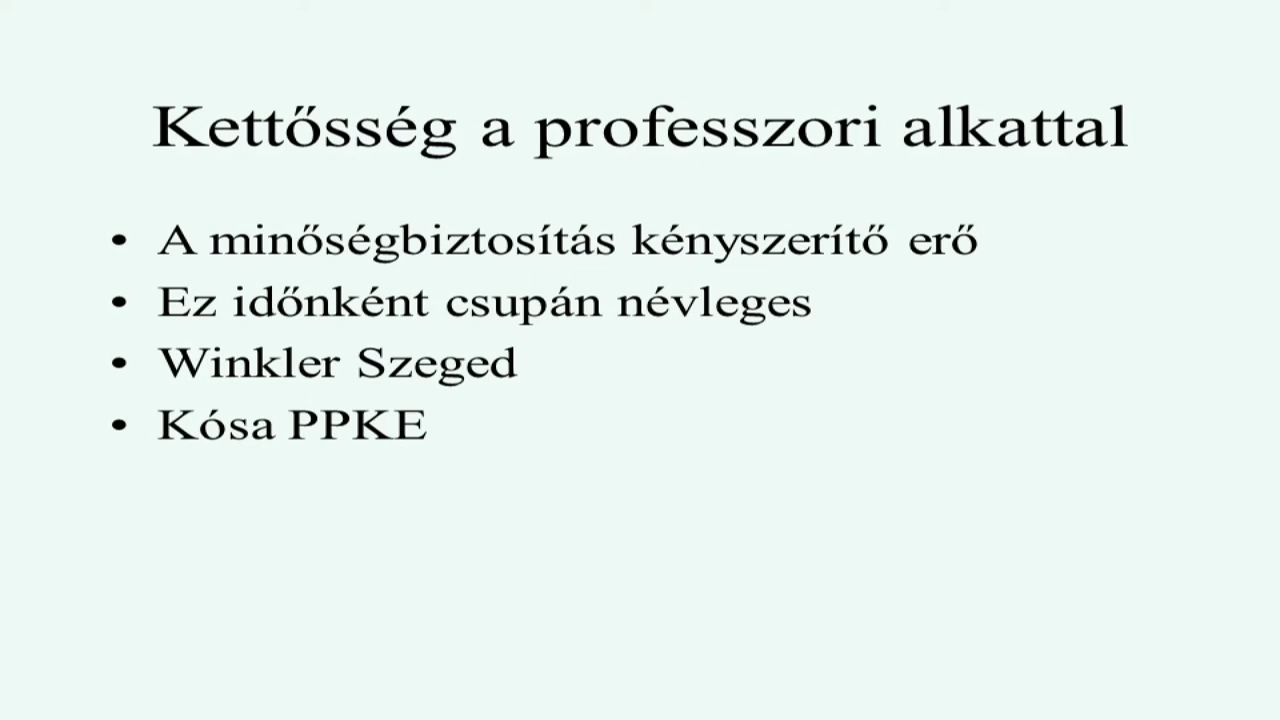 Kettősség a professzori alkattal
• A minőségbiztosítás kényszerítő erő
• Ez időnként csupán névleges
• Winkler Szeged
• Kósa PPKE